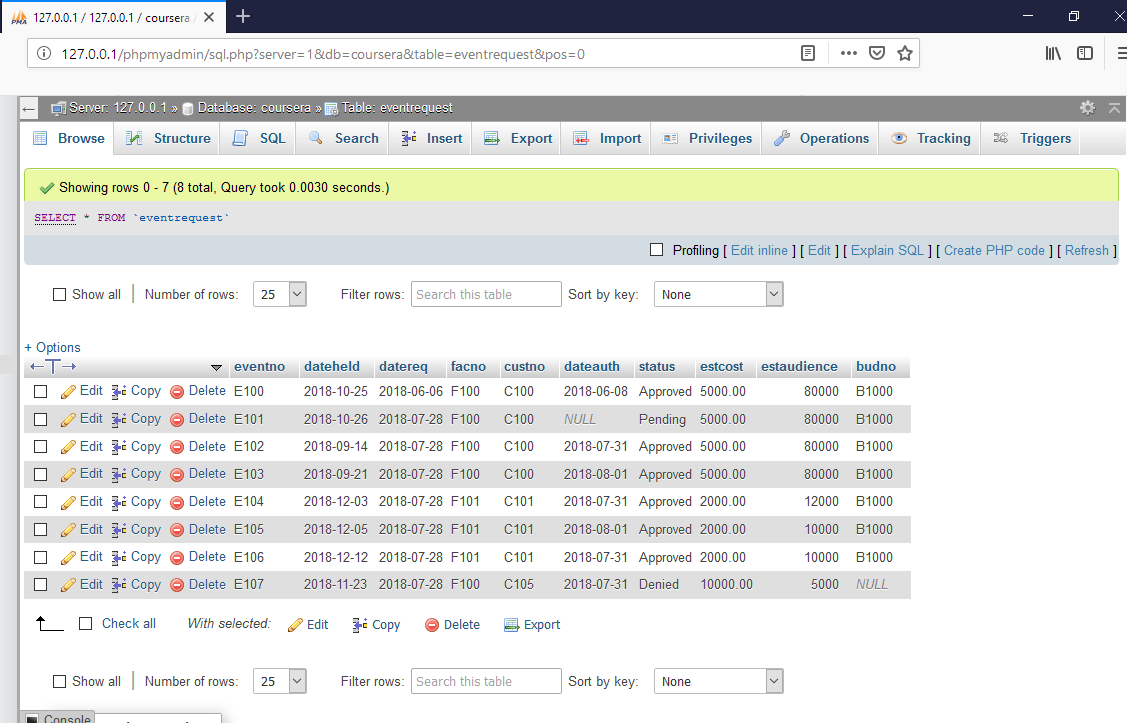 127.0.0.1 / 127.0.0.1 / coursera
127.0.0.1/phpmyadmin/sql.php?server=1&db=coursera&table=eventrequest&pos=0
Server: 127.0.0.1 » Database: coursera » Table: eventrequest
Browse Structure SQL Search Insert Export Import Privileges Operations Tracking Triggers
Showing rows 0 - 7 (8 total, Query took 0.0030 seconds.)
SELECT * FROM `eventrequest`
Profiling [ Edit inline ] [ Edit ] [ Explain SQL ] [ Create PHP code ] [ Refresh ]
Show all Number of rows: 25 Filter rows: Search this table Sort by key: None
+ Options
eventno dateheld datereq facno custno dateauth status estcost estaudience budno
Edit Copy Delete E100 2018-10-25 2018-06-06 F100 C100 2018-06-08 Approved 5000.00 80000 B1000
Edit Copy Delete E101 2018-10-26 2018-07-28 F100 C100 NULL Pending 5000.00 80000 B1000
Edit Copy Delete E102 2018-09-14 2018-07-28 F100 C100 2018-07-31 Approved 5000.00 80000 B1000
Edit Copy Delete E103 2018-09-21 2018-07-28 F100 C100 2018-08-01 Approved 5000.00 80000 B1000
Edit Copy Delete E104 2018-12-03 2018-07-28 F101 C101 2018-07-31 Approved 2000.00 12000 B1000
Edit Copy Delete E105 2018-12-05 2018-07-28 F101 C101 2018-08-01 Approved 2000.00 10000 B1000
Edit Copy Delete E106 2018-12-12 2018-07-28 F101 C101 2018-07-31 Approved 2000.00 10000 B1000
Edit Copy Delete E107 2018-11-23 2018-07-28 F100 C105 2018-07-31 Denied 10000.00 5000 NULL
Check all With selected: Edit Copy Delete Export
Show all Number of rows: 25 Filter rows: Search this table Sort by key: None
Console